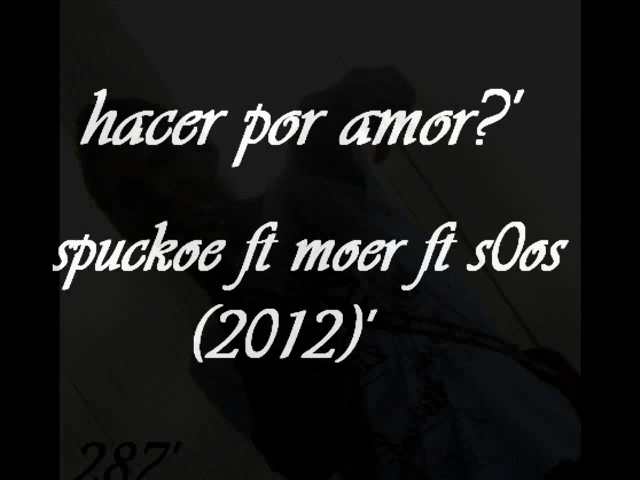 hacer por amor?'
spuckoe ft moer ft s0os
(2012)'
287'